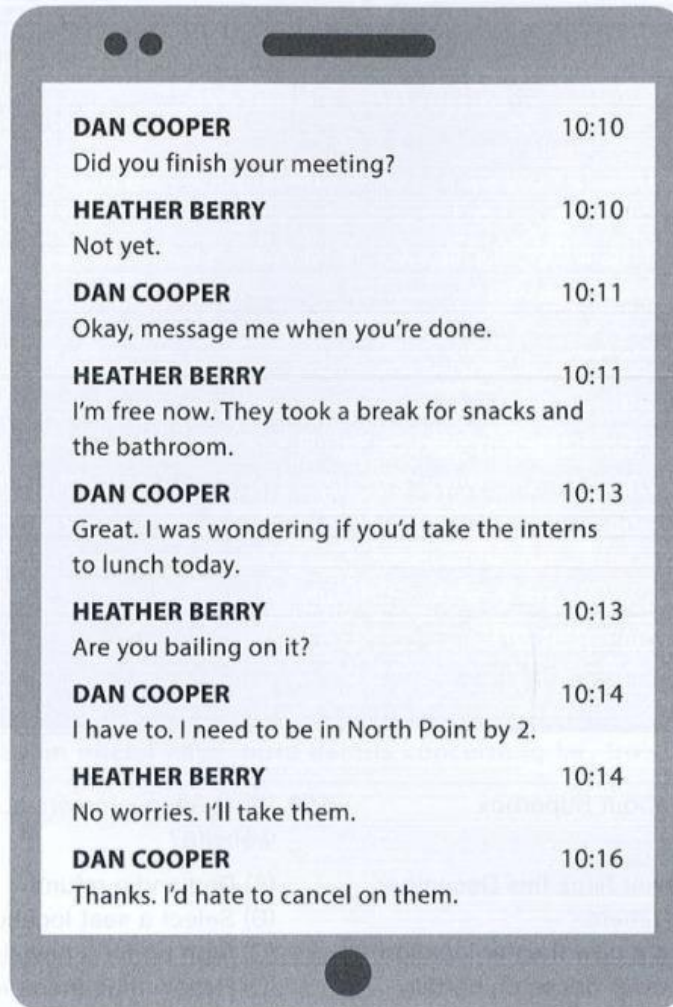 DAN COOPER 10:10
Did you finish your meeting?
HEATHER BERRY 10:10
Not yet.
DAN COOPER 10:11
Okay, message me when you're done.
HEATHER BERRY 10:11
I'm free now. They took a break for snacks and
the bathroom.
DAN COOPER 10:13
Great. I was wondering if you'd take the interns
to lunch today.
HEATHER BERRY 10:13
Are you bailing on it?
DAN COOPER 10:14
I have to. I need to be in North Point by 2.
HEATHER BERRY 10:14
No worries. I'll take them.
DAN COOPER 10:16
Thanks. I'd hate to cancel on them.